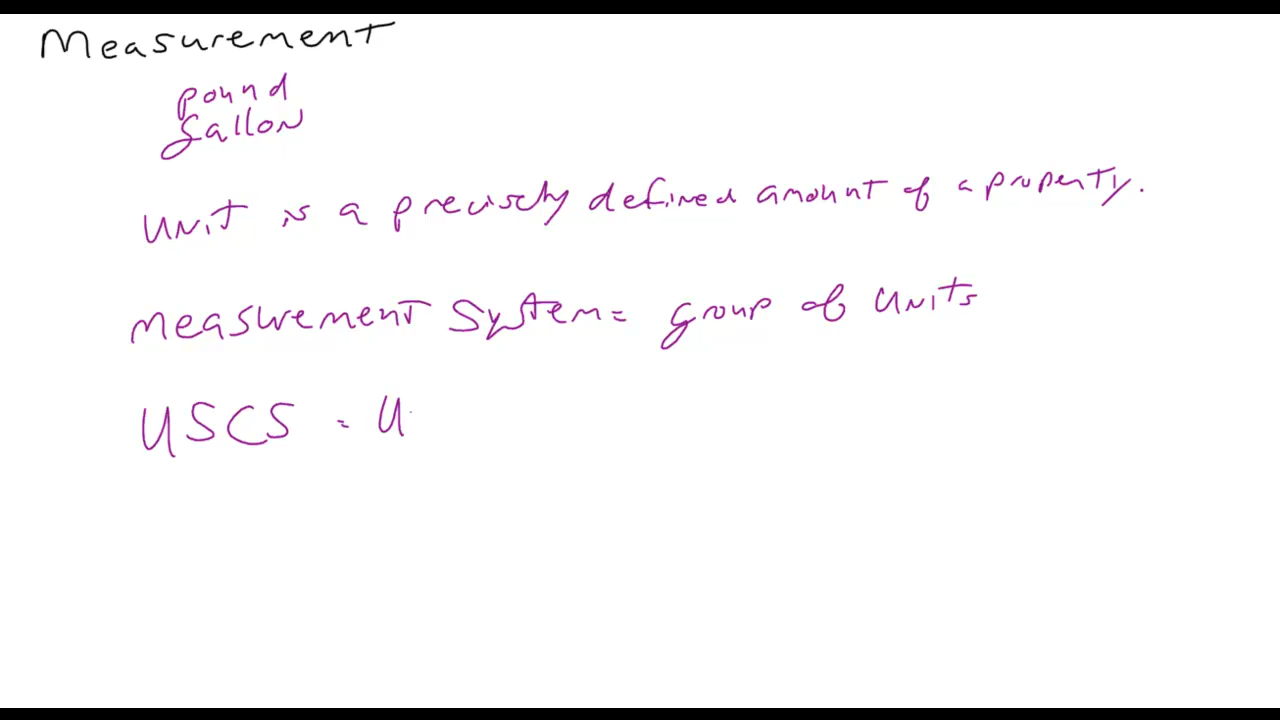 Measurement
pound
gallon
Unit is a precisely defined amount of a property.
measurement system = group of units
USCS = U